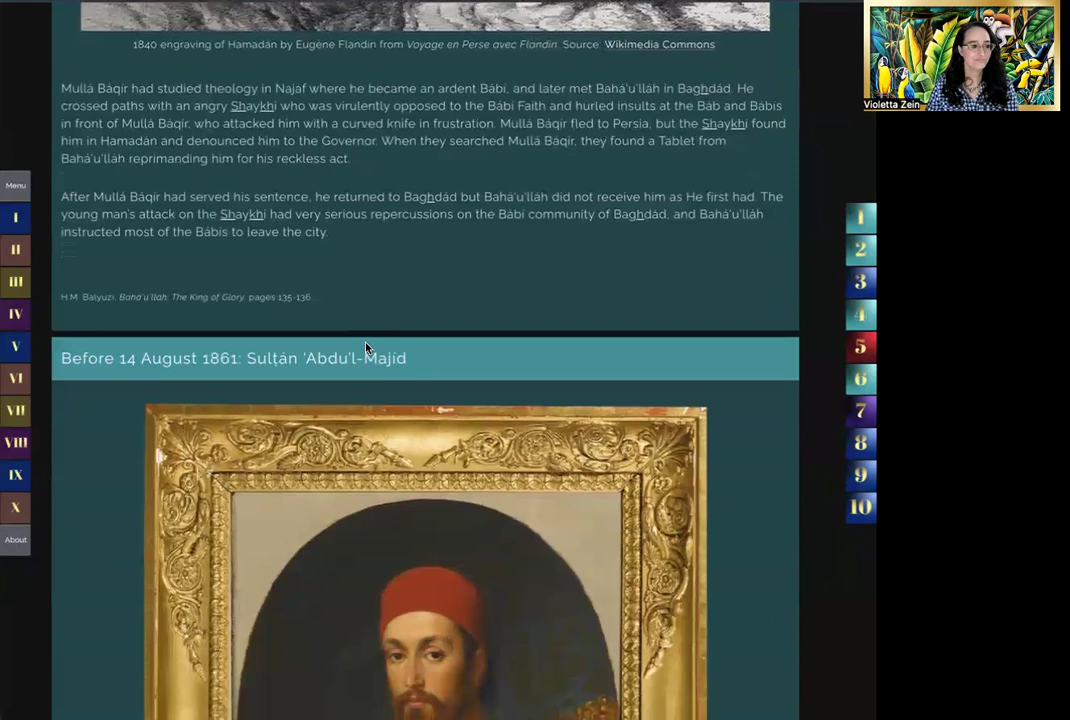 1840 engraving of Hamadán by Eugène Flandin from Voyage en Perse avec Flandin. Source: Wikimedia Commons
Violetta Zein
Mullá Báqir had studied theology in Najaf where he became an ardent Bábí, and later met Bahá'u'lláh in Baghdád. He
crossed paths with an angry Shaykhí who was virulently opposed to the Bábí Faith and hurled insults at the Báb and Bábís
in front of Mullá Báqir, who attacked him with a curved knife in frustration. Mullá Báqir fled to Persia, but the Shaykhí found
him in Hamadán and denounced him to the Governor. When they searched Mullá Báqir, they found a Tablet from
Bahá'u'lláh reprimanding him for his reckless act.
After Mullá Báqir had served his sentence, he returned to Baghdád but Bahá'u'lláh did not receive him as He first had. The
young man's attack on the Shaykhí had very serious repercussions on the Bábí community of Baghdád, and Bahá'u'lláh
instructed most of the Bábís to leave the city.
H.M. Balyuzi, Bahá'u'lláh: The King of Glory, pages 135-136.
Before 14 August 1861: Sulṭán 'Abdu'l-Majíd
Menu
I
II
III
IV
V
VI
VII
VIII
IX
X
About
1
2
3
4
5
6
7
8
9
10